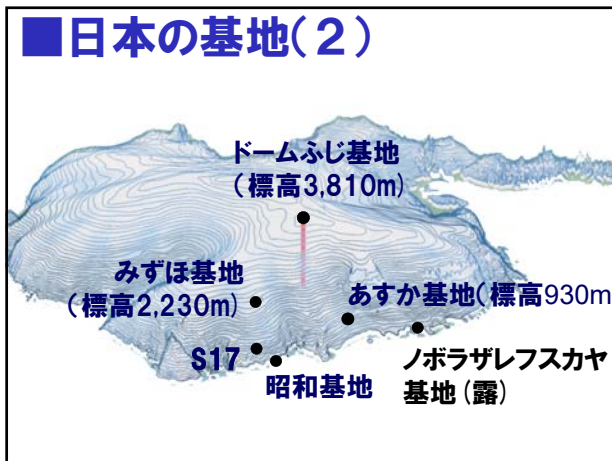 ■日本の基地(２)
ドームふじ基地
(標高3,810m)
みずほ基地
(標高2,230m)
あすか基地(標高930m
S17
昭和基地
ノボラザレフスカヤ
基地(露)